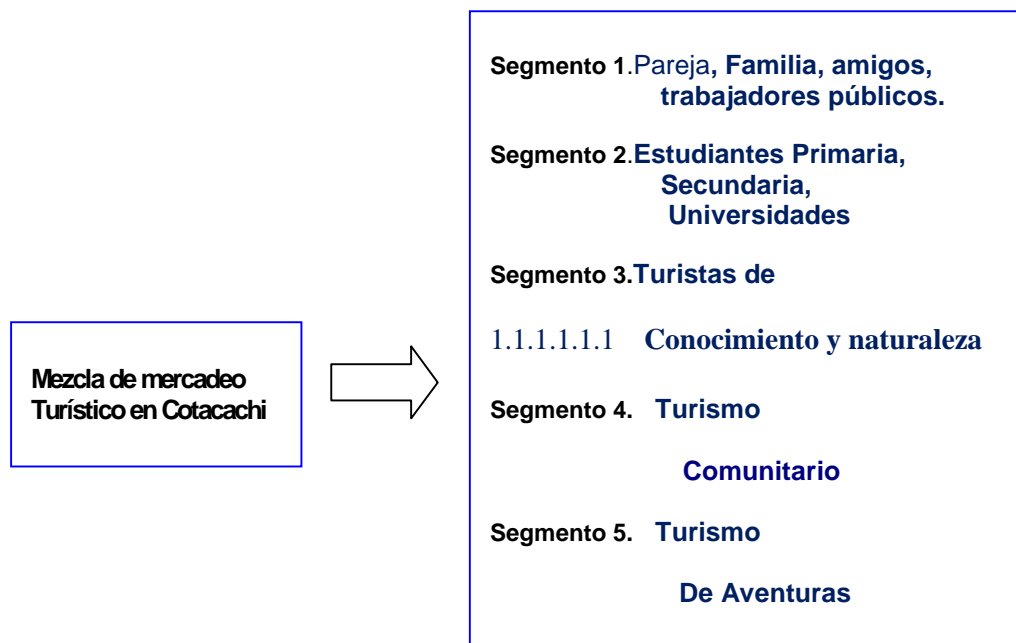 Segmento 1.Pareja, Familia, amigos,
trabajadores públicos.
Segmento 2.Estudiantes Primaria,
Secundaria,
Universidades
Segmento 3.Turistas de
1.1.1.1.1.1 Conocimiento y naturaleza
Mezcla de mercadeo
Turístico en Cotacachi
Segmento 4. Turismo
Comunitario
Segmento 5. Turismo
De Aventuras